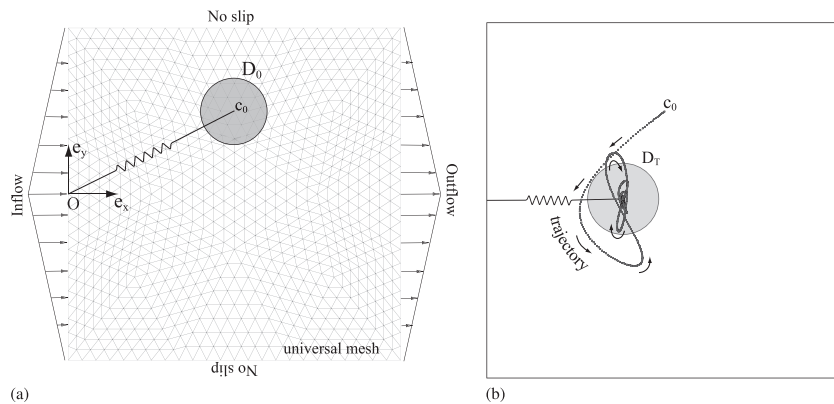 No slip
D0
c0
ey
Inflow
O
ex
Outflow
universal mesh
No slip
(a)
c0
DT
trajectory
(b)